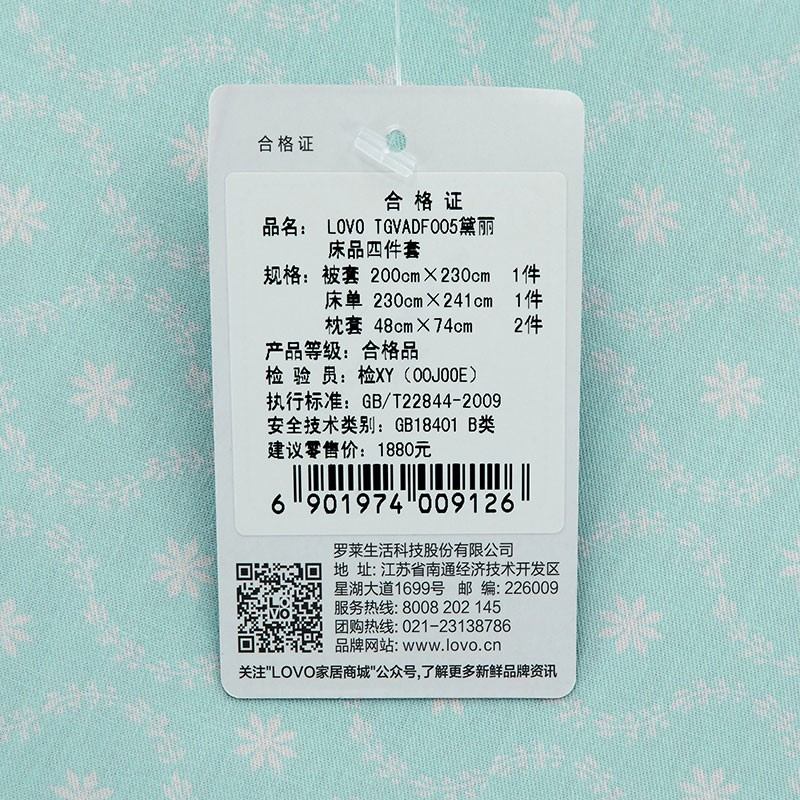 合格证
合格证
品名： LOVO TGVADF005黛丽
床品四件套
规格：被套 200cm×230cm 1件
床单 230cm×241cm 1件
枕套 48cm×74cm 2件
产品等级：合格品
检 验 员：检XY（00J00E）
执行标准：GB/T22844-2009
安全技术类别：GB18401 B类
建议零售价：1880元
6 901974 009126
罗莱生活科技股份有限公司
地 址: 江苏省南通经济技术开发区
星湖大道1699号 邮 编: 226009
服务热线: 8008 202 145
团购热线: 021-23138786
品牌网站: www.lovo.cn
LOVO
关注"LOVO家居商城"公众号,了解更多新鲜品牌资讯